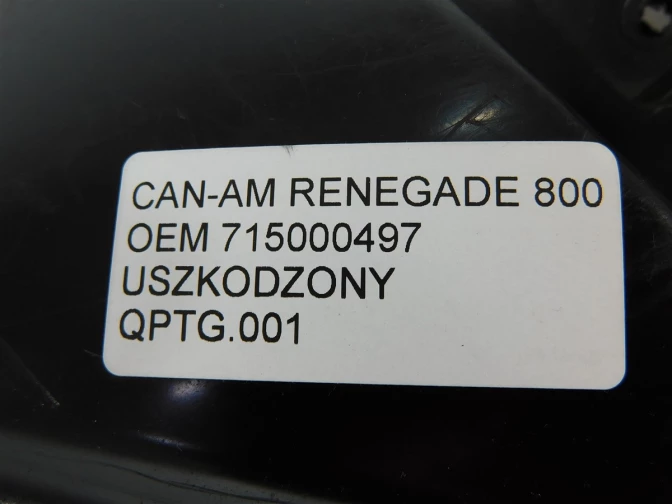 CAN-AM RENEGADE 800
OEM 715000497
USZKODZONY
QPTG.001